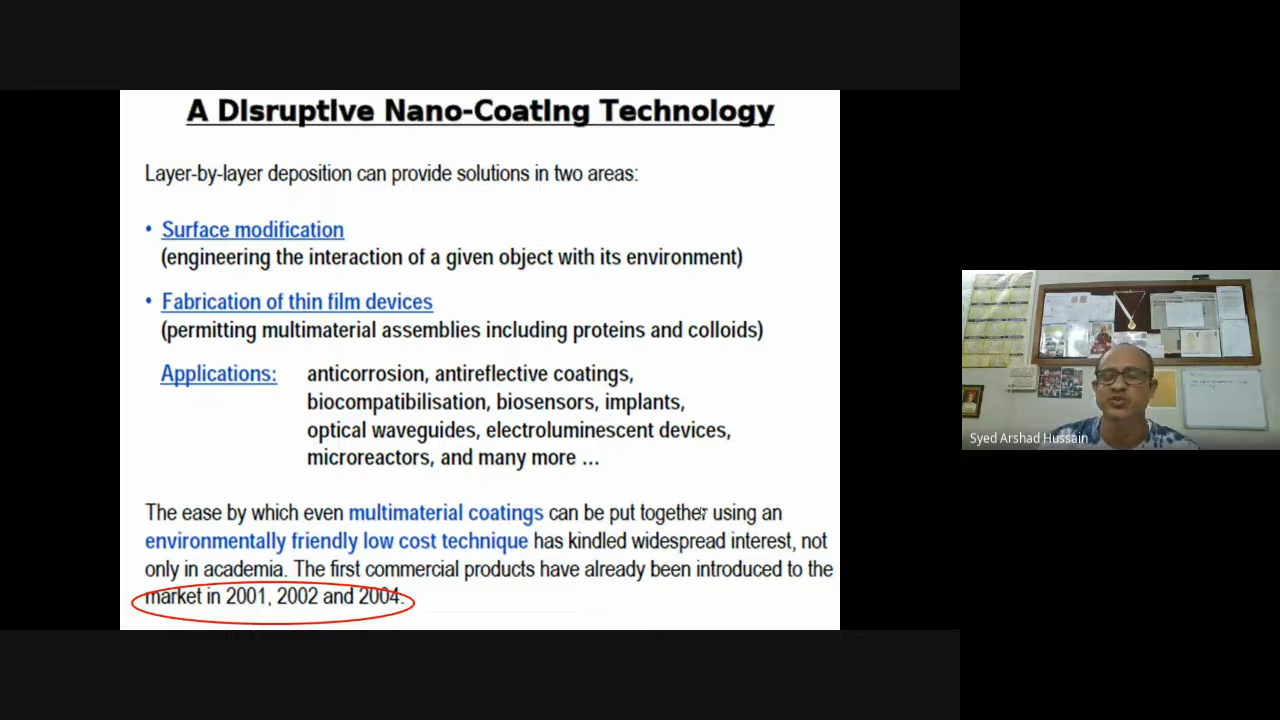 A Disruptive Nano-Coating Technology
Layer-by-layer deposition can provide solutions in two areas:
• Surface modification
(engineering the interaction of a given object with its environment)
• Fabrication of thin film devices
(permitting multimaterial assemblies including proteins and colloids)
Applications: anticorrosion, antireflective coatings,
biocompatibilisation, biosensors, implants,
optical waveguides, electroluminescent devices,
microreactors, and many more ...
The ease by which even multimaterial coatings can be put together using an
environmentally friendly low cost technique has kindled widespread interest, not
only in academia. The first commercial products have already been introduced to the
market in 2001, 2002 and 2004.
Syed Arshad Hussain